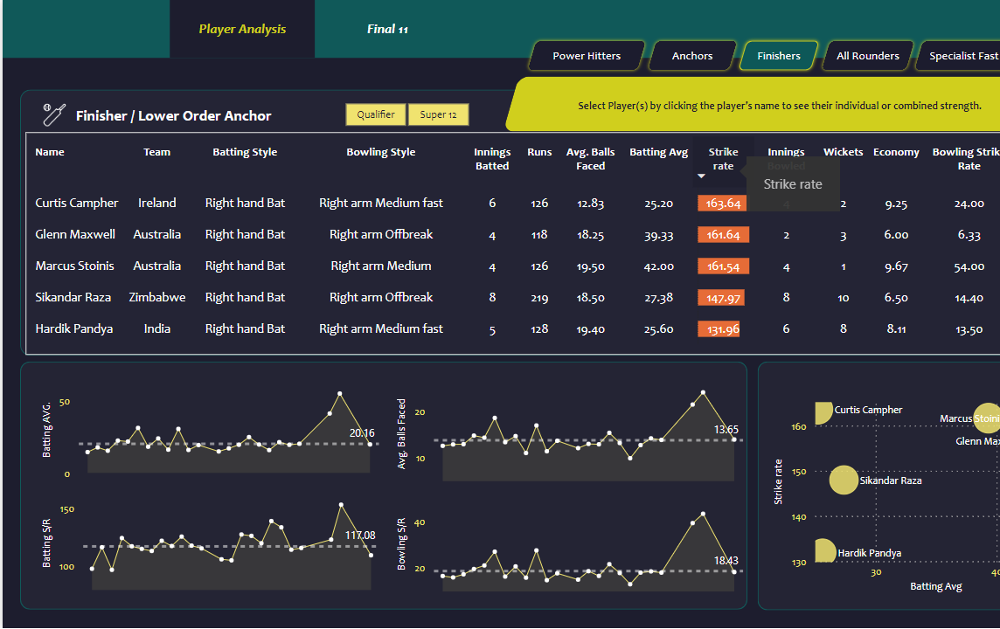 Player Analysis
Final 11
Power Hitters
Anchors
Finishers
All Rounders
Specialist Fast
Finisher / Lower Order Anchor
Qualifier
Super 12
Select Player(s) by clicking the player's name to see their individual or combined strength.
Name Team Batting Style Bowling Style Innings Batted Runs Avg. Balls Faced Batting Avg Strike rate Innings Bowled Wickets Economy Bowling Strik Rate
Strike rate
Curtis Campher Ireland Right hand Bat Right arm Medium fast 6 126 12.83 25.20 163.64 4 2 9.25 24.00
Glenn Maxwell Australia Right hand Bat Right arm Offbreak 4 118 18.25 39.33 161.64 2 3 6.00 6.33
Marcus Stoinis Australia Right hand Bat Right arm Medium 4 126 19.50 42.00 161.54 4 1 9.67 54.00
Sikandar Raza Zimbabwe Right hand Bat Right arm Offbreak 8 219 18.50 27.38 147.97 8 10 6.50 14.40
Hardik Pandya India Right hand Bat Right arm Medium fast 5 128 19.40 25.60 131.96 6 8 8.11 13.50
Batting AVG.
50
0
20.16
Avg. Balls Faced
20
10
13.65
Batting S/R
150
100
117.08
Bowling S/R
40
20
18.43
Strike rate
160
150
140
130
Curtis Campher
Marcus Stoini
Glenn Max
Sikandar Raza
Hardik Pandya
30
40
Batting Avg